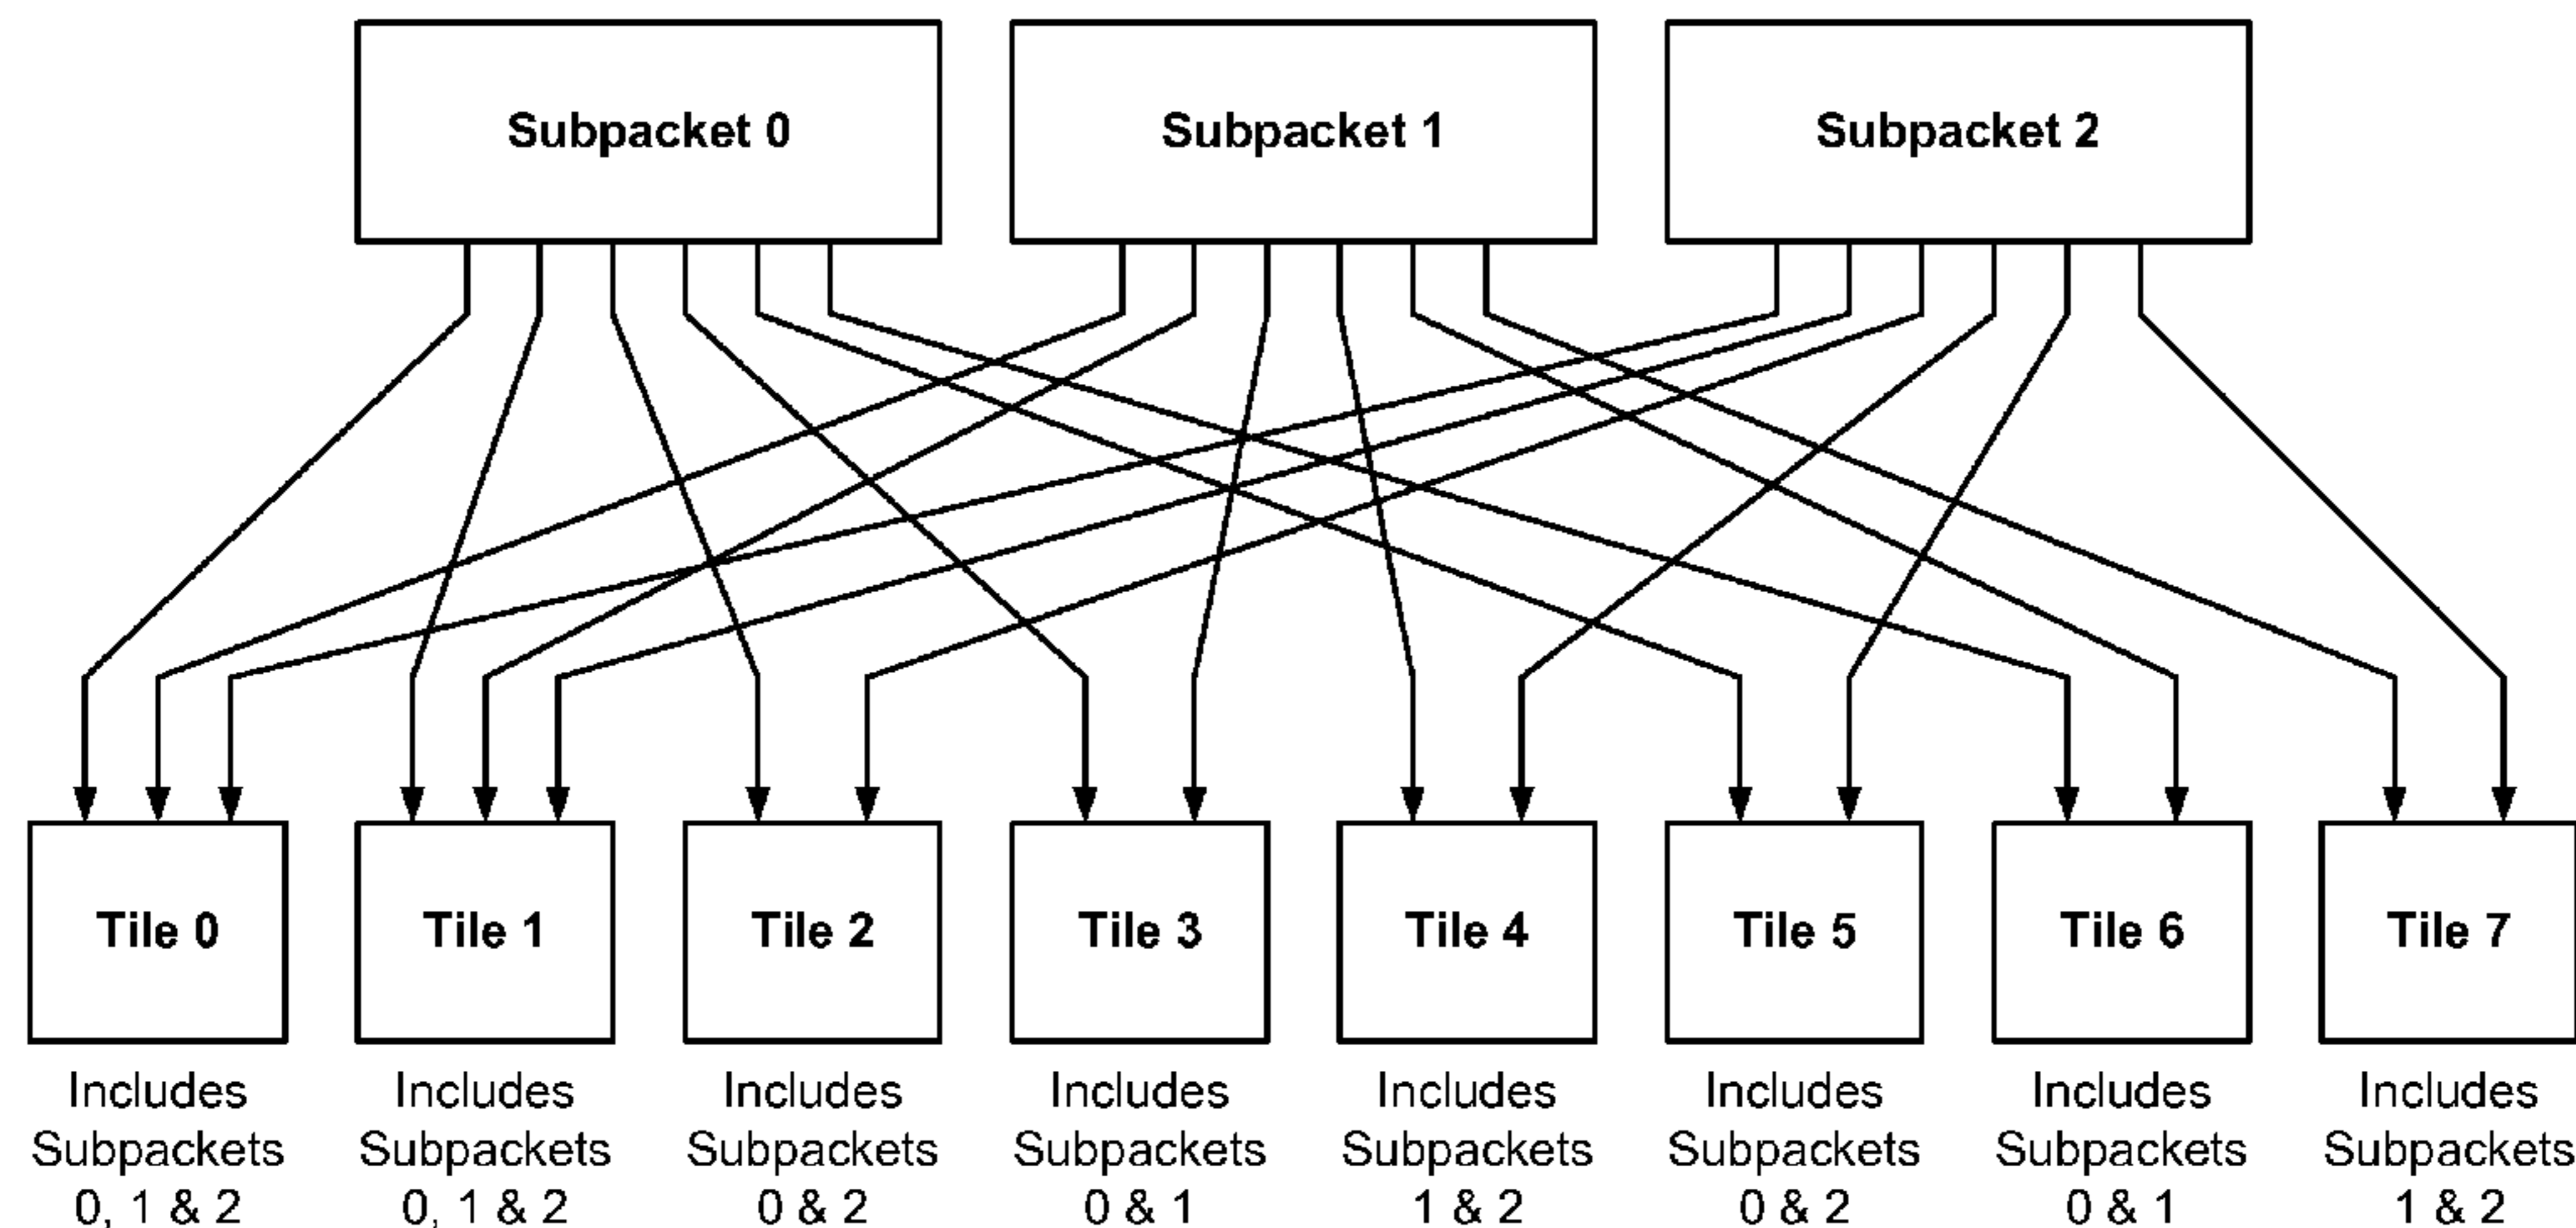 Subpacket 0
Subpacket 1
Subpacket 2
Tile 0
Tile 1
Tile 2
Tile 3
Tile 4
Tile 5
Tile 6
Tile 7
Includes
Subpackets
0, 1 & 2
Includes
Subpackets
0, 1 & 2
Includes
Subpackets
0 & 2
Includes
Subpackets
0 & 1
Includes
Subpackets
1 & 2
Includes
Subpackets
0 & 2
Includes
Subpackets
0 & 1
Includes
Subpackets
1 & 2